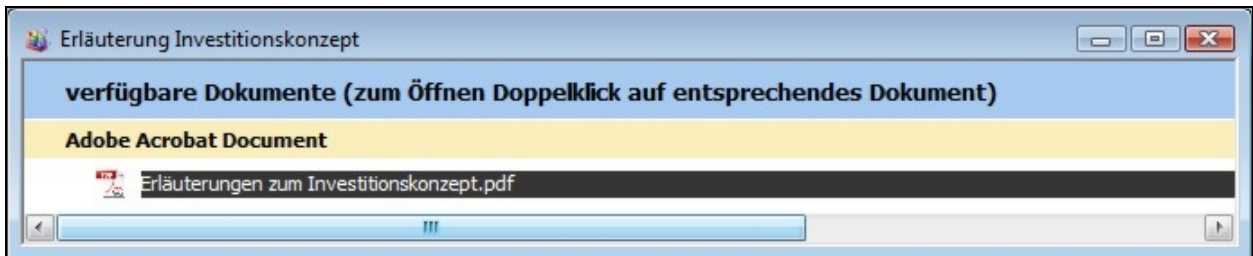 Erläuterung Investitionskonzept
verfügbare Dokumente (zum Öffnen Doppelklick auf entsprechendes Dokument)
Adobe Acrobat Document
Erläuterungen zum Investitionskonzept.pdf